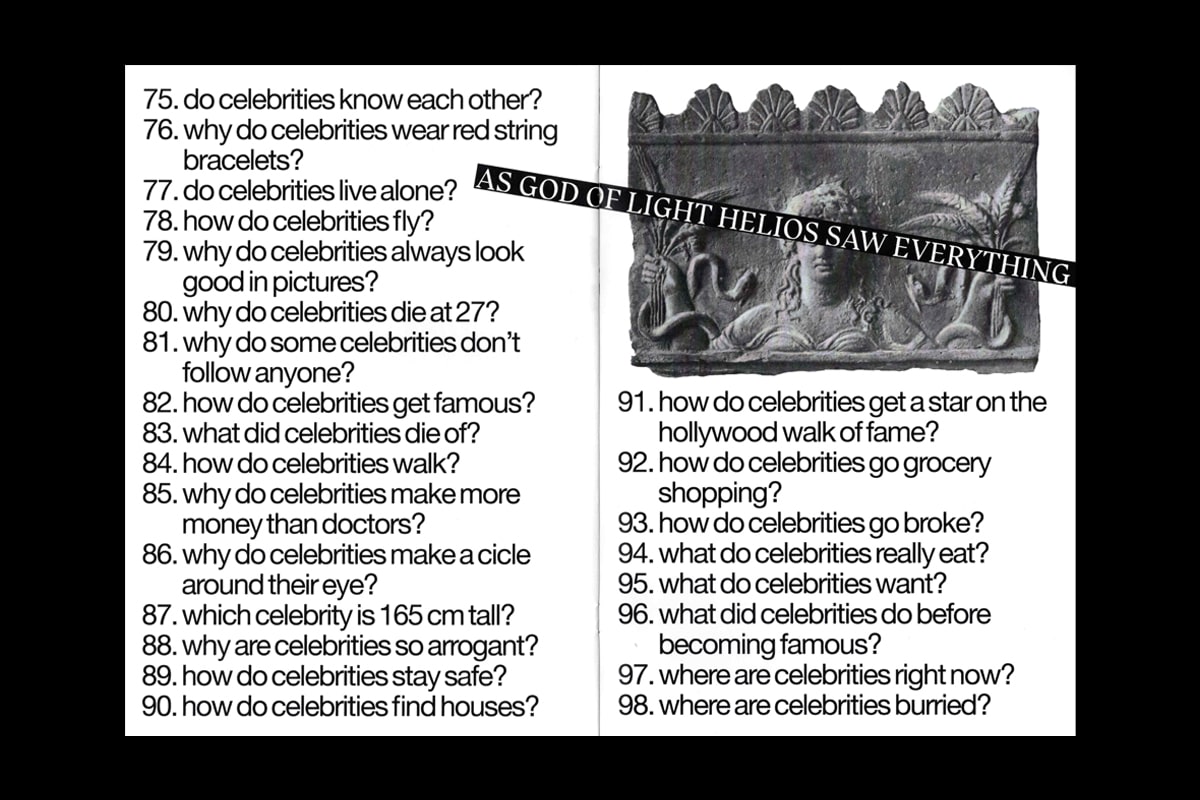 75. do celebrities know each other?
76. why do celebrities wear red string
bracelets?
77. do celebrities live alone?
78. how do celebrities fly?
79. why do celebrities always look
good in pictures?
80. why do celebrities die at 27?
81. why do some celebrities don't
follow anyone?
82. how do celebrities get famous?
83. what did celebrities die of?
84. how do celebrities walk?
85. why do celebrities make more
money than doctors?
86. why do celebrities make a cicle
around their eye?
87. which celebrity is 165 cm tall?
88. why are celebrities so arrogant?
89. how do celebrities stay safe?
90. how do celebrities find houses?
AS GOD OF LIGHT HELIOS SAW EVERYTHING
91. how do celebrities get a star on the
hollywood walk of fame?
92. how do celebrities go grocery
shopping?
93. how do celebrities go broke?
94. what do celebrities really eat?
95. what do celebrities want?
96. what did celebrities do before
becoming famous?
97. where are celebrities right now?
98. where are celebrities burried?